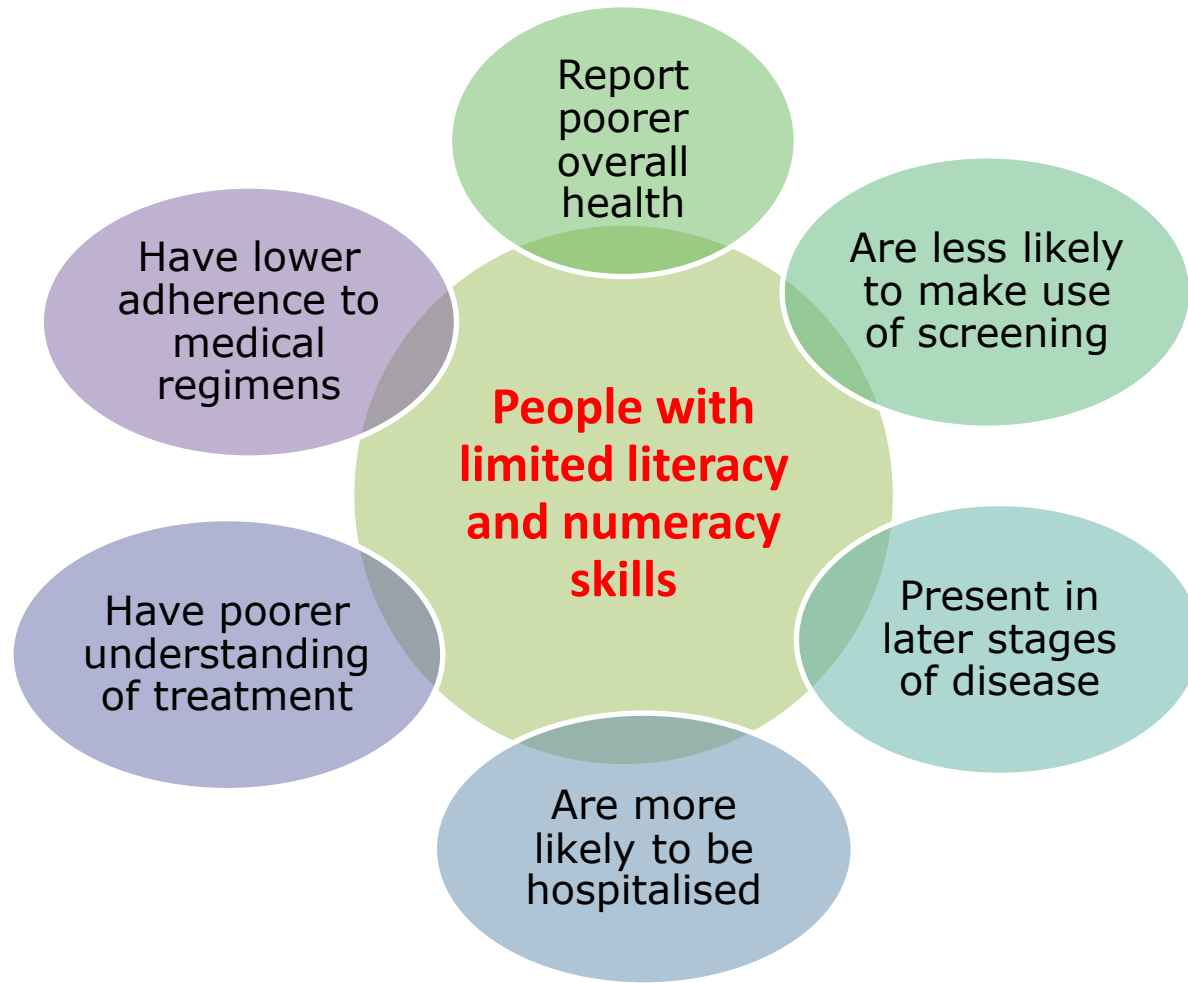 Report
poorer
overall
health
Are less likely
to make use
of screening
Present in
later stages
of disease
Are more
likely to be
hospitalised
Have poorer
understanding
of treatment
Have lower
adherence to
medical
regimens
People with
limited literacy
and numeracy
skills